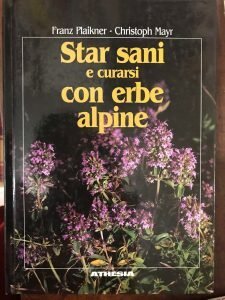 Franz Plaikner - Christoph Mayr
Star sani
e curarsi
con erbe
alpine
ATHESIA